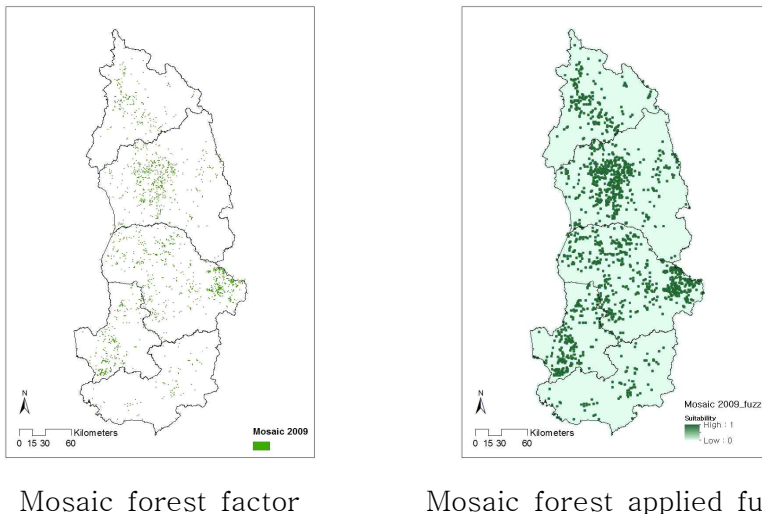 N
Kilometers
0 15 30 60
Mosaic 2009
N
Kilometers
0 15 30 60
Mosaic 2009_fuzz
Suitability
High : 1
Low : 0
Mosaic forest factor
Mosaic forest applied fu